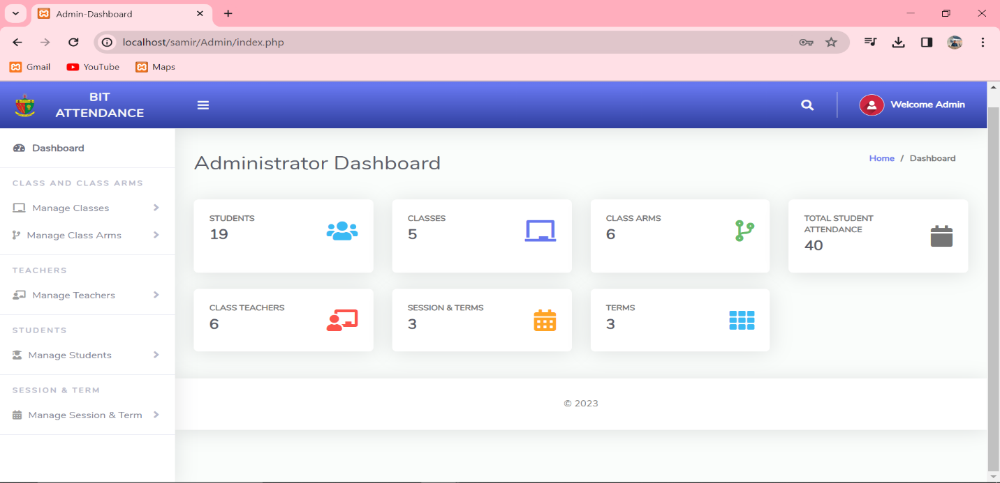 Admin-Dashboard
localhost/samir/Admin/index.php
Gmail
YouTube
Maps
BIT
ATTENDANCE
Welcome Admin
Dashboard
CLASS AND CLASS ARMS
Manage Classes
Manage Class Arms
TEACHERS
Manage Teachers
STUDENTS
Manage Students
SESSION & TERM
Manage Session & Term
Administrator Dashboard
Home / Dashboard
STUDENTS
19
CLASSES
5
CLASS ARMS
6
TOTAL STUDENT
ATTENDANCE
40
CLASS TEACHERS
6
SESSION & TERMS
3
TERMS
3
© 2023